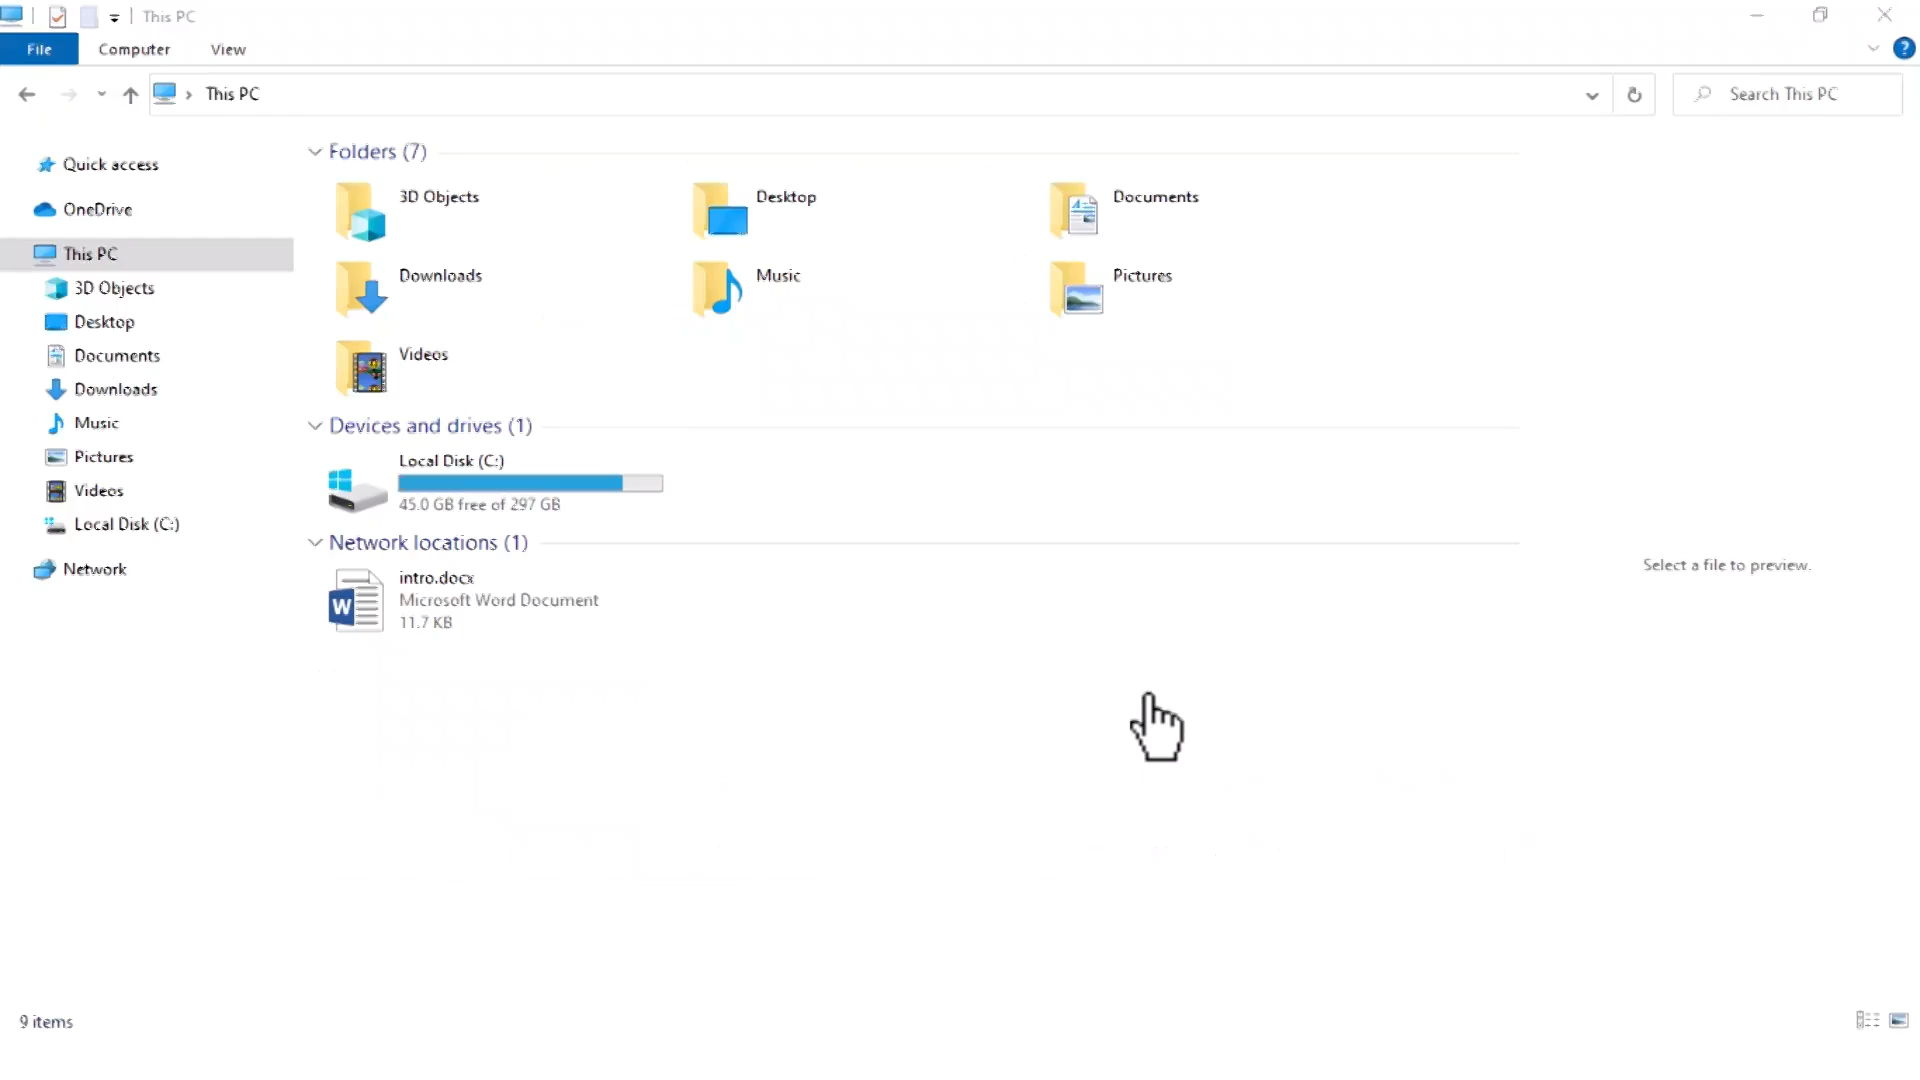 This PC
File Computer View
This PC
Search This PC
Quick access
OneDrive
This PC
3D Objects
Desktop
Documents
Downloads
Music
Pictures
Videos
Local Disk (C:)
Network
Folders (7)
3D Objects
Desktop
Documents
Downloads
Music
Pictures
Videos
Devices and drives (1)
Local Disk (C:)
45.0 GB free of 297 GB
Network locations (1)
intro.docx
Microsoft Word Document
11.7 KB
Select a file to preview.
9 items